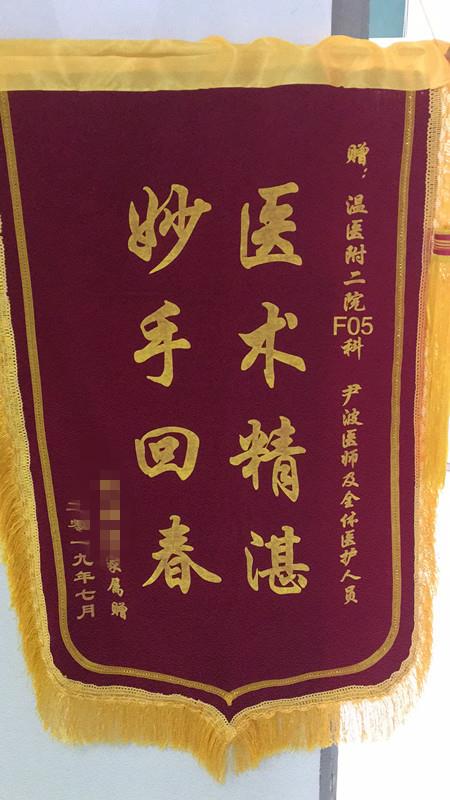 赠：温医附二院F05科 尹波医师及全体医护人员
医术精湛
妙手回春
家属赠
二零一九年七月